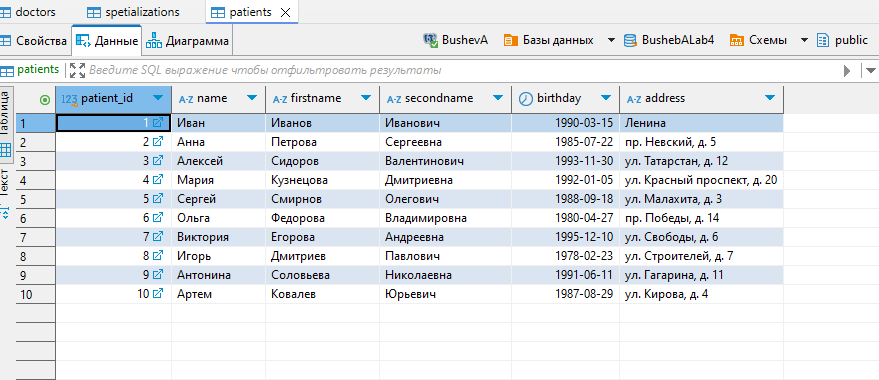 doctors spetializations patients
Свойства Данные Диаграмма BushevA Базы данных BushebALab4 Схемы public
patients Введите SQL выражение чтобы отфильтровать результаты
123 patient_id A-Z name A-Z firstname A-Z secondname birthday A-Z address
1 1 Иван Иванов Иванович 1990-03-15 Ленина
2 2 Анна Петрова Сергеевна 1985-07-22 пр. Невский, д. 5
3 3 Алексей Сидоров Валентинович 1993-11-30 ул. Татарстан, д. 12
4 4 Мария Кузнецова Дмитриевна 1992-01-05 ул. Красный проспект, д. 20
5 5 Сергей Смирнов Олегович 1988-09-18 ул. Малахита, д. 3
6 6 Ольга Федорова Владимировна 1980-04-27 пр. Победы, д. 14
7 7 Виктория Егорова Андреевна 1995-12-10 ул. Свободы, д. 6
8 8 Игорь Дмитриев Павлович 1978-02-23 ул. Строителей, д. 7
9 9 Антонина Соловьева Николаевна 1991-06-11 ул. Гагарина, д. 11
10 10 Артем Ковалев Юрьевич 1987-08-29 ул. Кирова, д. 4
Таблица
Текст